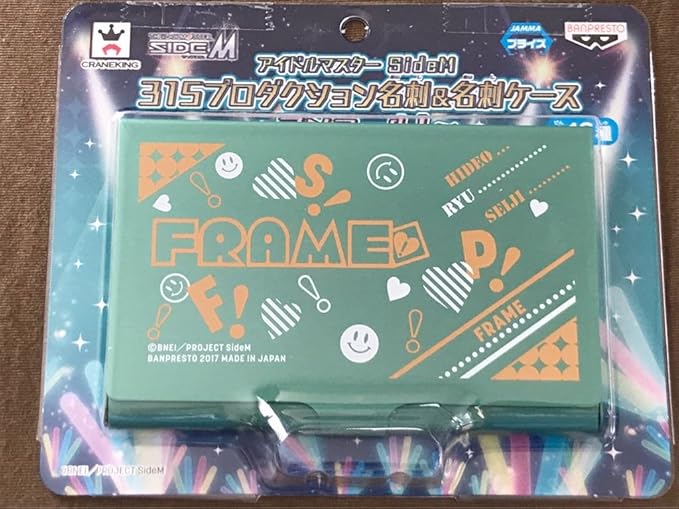 CRANEKING
SIDEM
JAMMA
プライズ
BANPRESTO
アイドルマスター SideM
315プロダクション名刺&名刺ケース
HIDEO
RYU
SEIJI
S!
FRAME
P!
F!
FRAME
©BNEI/PROJECT SideM
BANPRESTO 2017 MADE IN JAPAN
©BNEI/PROJECT SideM